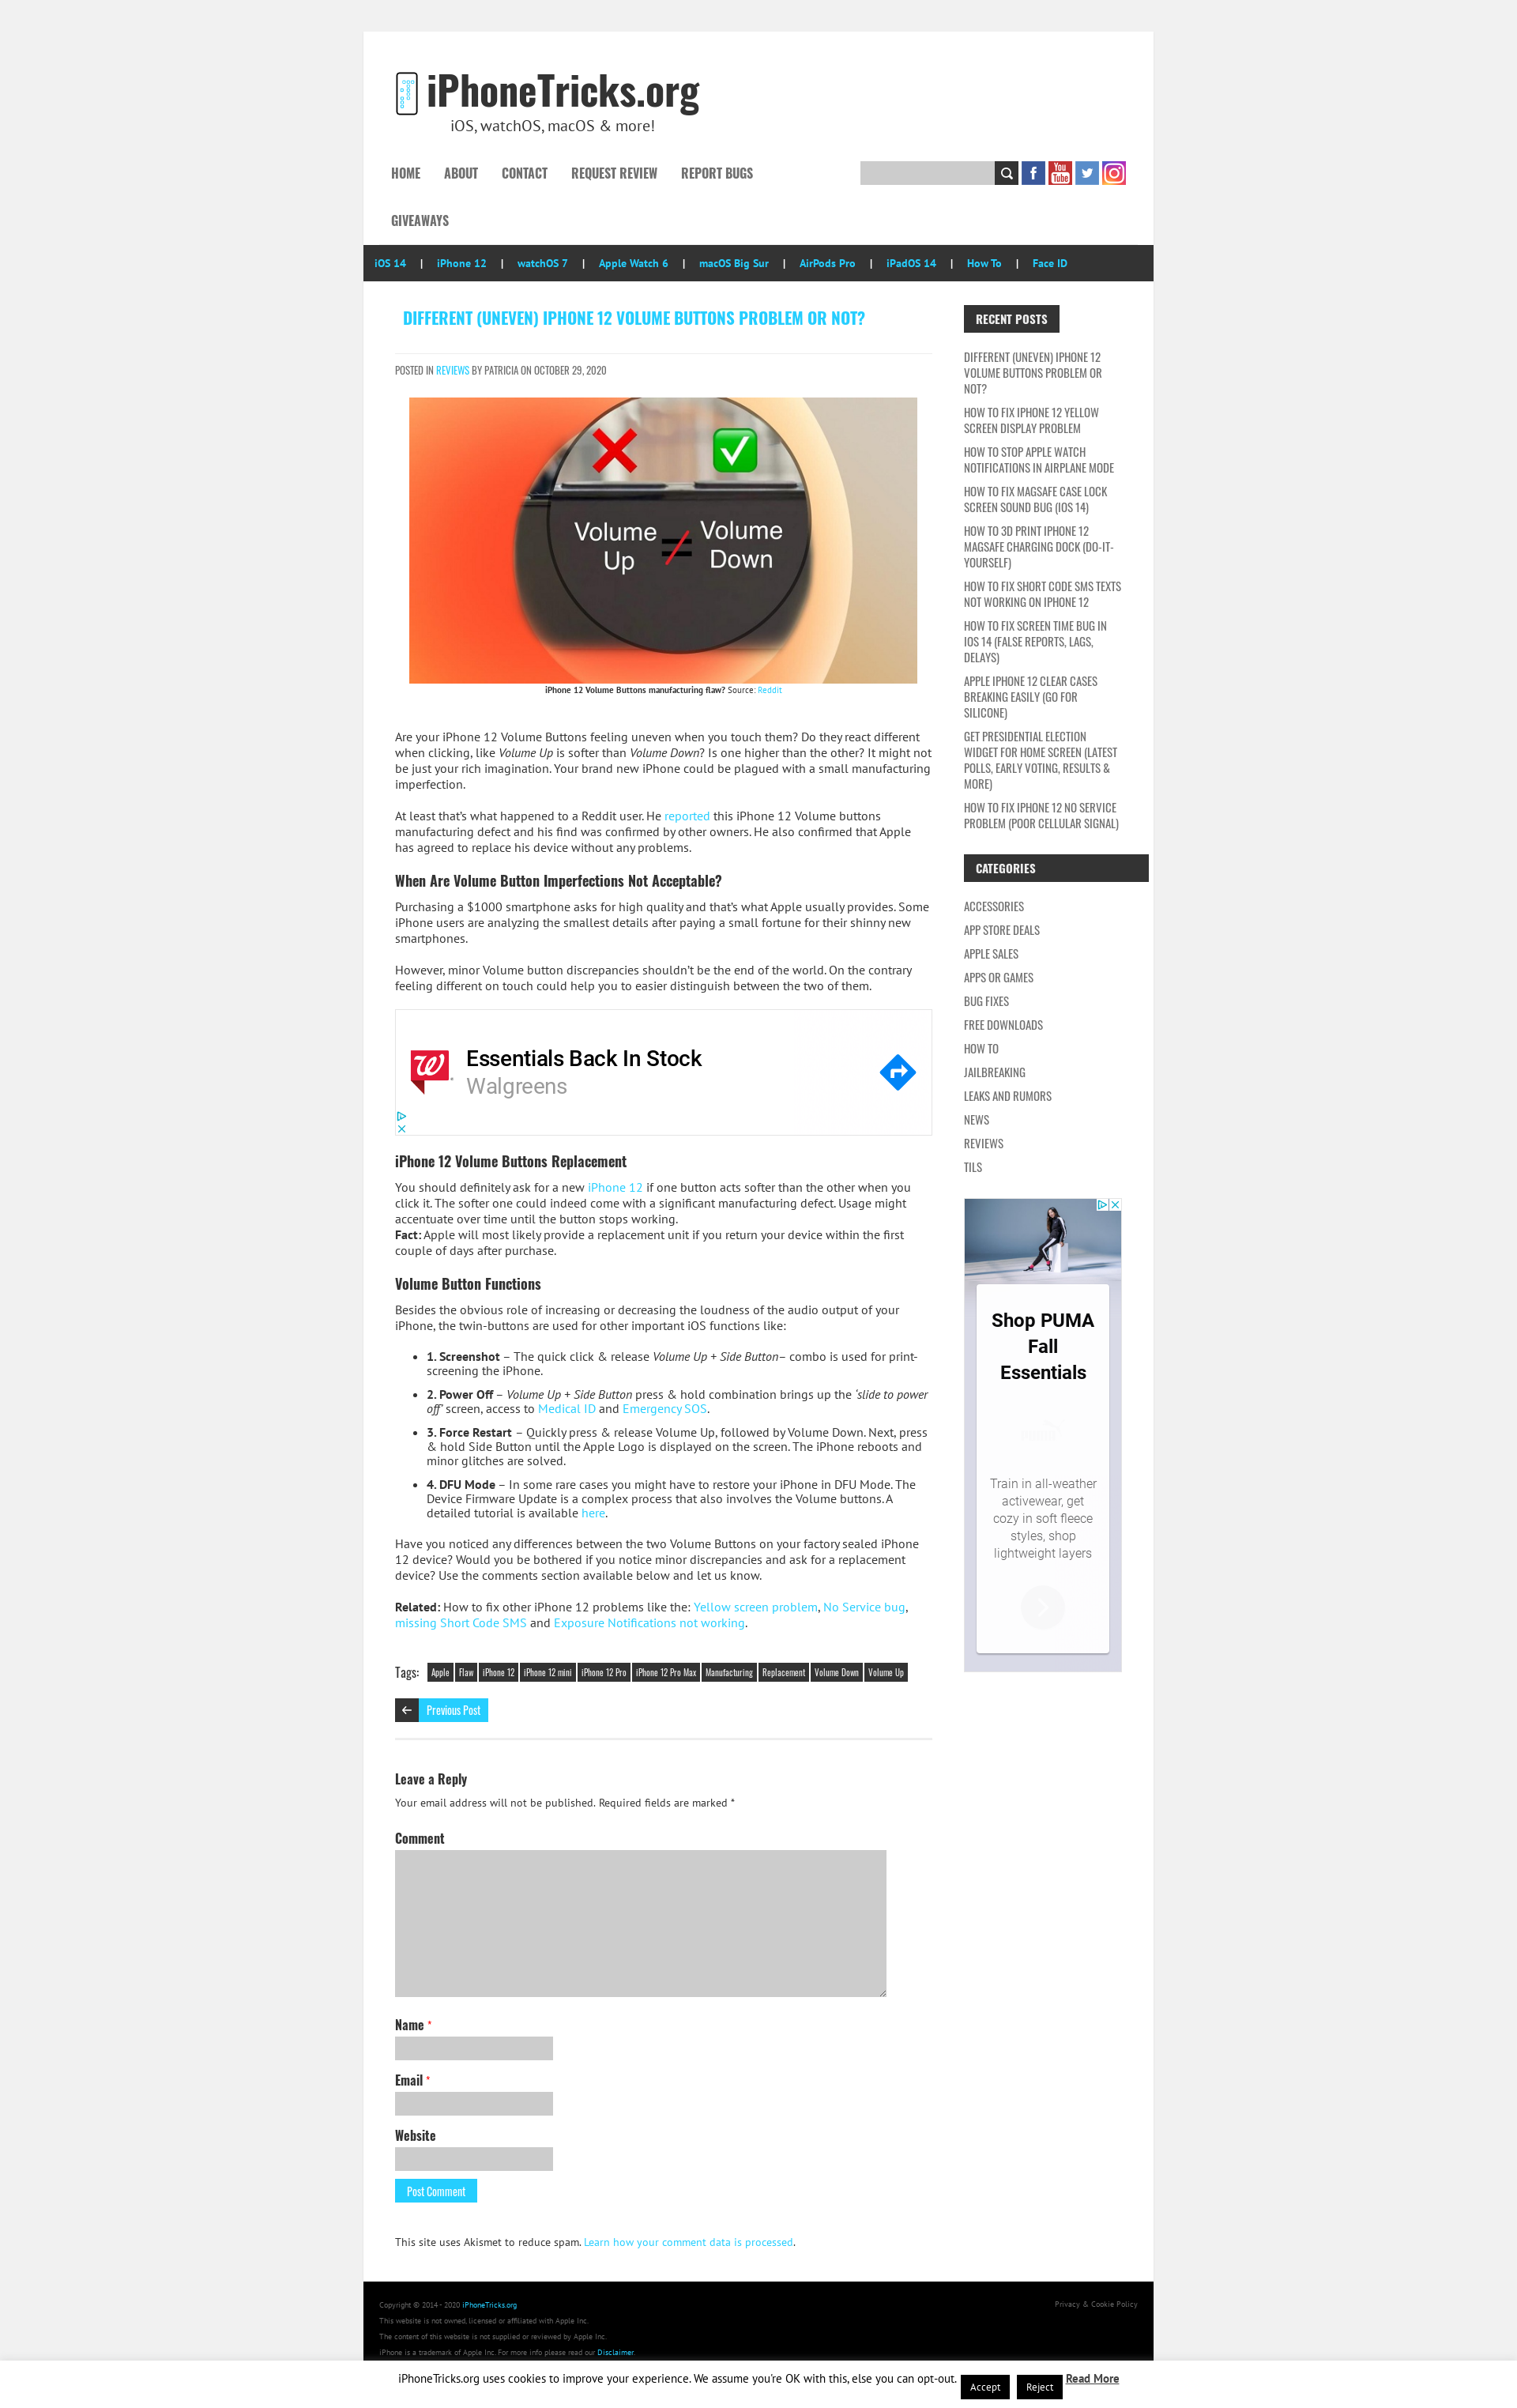 iPhoneTricks.org
iOS, watchOS, macOS & more!
HOME ABOUT CONTACT REQUEST REVIEW REPORT BUGS
You Tube
GIVEAWAYS
iOS 14 | iPhone 12 | watchOS 7 | Apple Watch 6 | macOS Big Sur | AirPods Pro | iPadOS 14 | How To | Face ID
DIFFERENT (UNEVEN) IPHONE 12 VOLUME BUTTONS PROBLEM OR NOT?
POSTED IN REVIEWS BY PATRICIA ON OCTOBER 29, 2020
Volume Up ≠ Volume Down
iPhone 12 Volume Buttons manufacturing flaw? Source: Reddit
Are your iPhone 12 Volume Buttons feeling uneven when you touch them? Do they react different
when clicking, like Volume Up is softer than Volume Down? Is one higher than the other? It might not
be just your rich imagination. Your brand new iPhone could be plagued with a small manufacturing
imperfection.
At least that's what happened to a Reddit user. He reported this iPhone 12 Volume buttons
manufacturing defect and his find was confirmed by other owners. He also confirmed that Apple
has agreed to replace his device without any problems.
When Are Volume Button Imperfections Not Acceptable?
Purchasing a $1000 smartphone asks for high quality and that's what Apple usually provides. Some
iPhone users are analyzing the smallest details after paying a small fortune for their shinny new
smartphones.
However, minor Volume button discrepancies shouldn't be the end of the world. On the contrary
feeling different on touch could help you to easier distinguish between the two of them.
Essentials Back In Stock
Walgreens
iPhone 12 Volume Buttons Replacement
You should definitely ask for a new iPhone 12 if one button acts softer than the other when you
click it. The softer one could indeed come with a significant manufacturing defect. Usage might
accentuate over time until the button stops working.
Fact: Apple will most likely provide a replacement unit if you return your device within the first
couple of days after purchase.
Volume Button Functions
Besides the obvious role of increasing or decreasing the loudness of the audio output of your
iPhone, the twin-buttons are used for other important iOS functions like:
• 1. Screenshot – The quick click & release Volume Up + Side Button– combo is used for print-
screening the iPhone.
• 2. Power Off – Volume Up + Side Button press & hold combination brings up the 'slide to power
off' screen, access to Medical ID and Emergency SOS.
• 3. Force Restart – Quickly press & release Volume Up, followed by Volume Down. Next, press
& hold Side Button until the Apple Logo is displayed on the screen. The iPhone reboots and
minor glitches are solved.
• 4. DFU Mode – In some rare cases you might have to restore your iPhone in DFU Mode. The
Device Firmware Update is a complex process that also involves the Volume buttons. A
detailed tutorial is available here.
Have you noticed any differences between the two Volume Buttons on your factory sealed iPhone
12 device? Would you be bothered if you notice minor discrepancies and ask for a replacement
device? Use the comments section available below and let us know.
Related: How to fix other iPhone 12 problems like the: Yellow screen problem, No Service bug,
missing Short Code SMS and Exposure Notifications not working.
Tags: Apple Flaw iPhone 12 iPhone 12 mini iPhone 12 Pro iPhone 12 Pro Max Manufacturing Replacement Volume Down Volume Up
Previous Post
Leave a Reply
Your email address will not be published. Required fields are marked *
Comment
Name *
Email *
Website
Post Comment
This site uses Akismet to reduce spam. Learn how your comment data is processed.
RECENT POSTS
DIFFERENT (UNEVEN) IPHONE 12
VOLUME BUTTONS PROBLEM OR
NOT?
HOW TO FIX IPHONE 12 YELLOW
SCREEN DISPLAY PROBLEM
HOW TO STOP APPLE WATCH
NOTIFICATIONS IN AIRPLANE MODE
HOW TO FIX MAGSAFE CASE LOCK
SCREEN SOUND BUG (IOS 14)
HOW TO 3D PRINT IPHONE 12
MAGSAFE CHARGING DOCK (DO-IT-
YOURSELF)
HOW TO FIX SHORT CODE SMS TEXTS
NOT WORKING ON IPHONE 12
HOW TO FIX SCREEN TIME BUG IN
IOS 14 (FALSE REPORTS, LAGS,
DELAYS)
APPLE IPHONE 12 CLEAR CASES
BREAKING EASILY (GO FOR
SILICONE)
GET PRESIDENTIAL ELECTION
WIDGET FOR HOME SCREEN (LATEST
POLLS, EARLY VOTING, RESULTS &
MORE)
HOW TO FIX IPHONE 12 NO SERVICE
PROBLEM (POOR CELLULAR SIGNAL)
CATEGORIES
ACCESSORIES
APP STORE DEALS
APPLE SALES
APPS OR GAMES
BUG FIXES
FREE DOWNLOADS
HOW TO
JAILBREAKING
LEAKS AND RUMORS
NEWS
REVIEWS
TILS
Shop PUMA
Fall
Essentials
Train in all-weather
activewear, get
cozy in soft fleece
styles, shop
lightweight layers
Copyright © 2014 - 2020 iPhoneTricks.org
Privacy & Cookie Policy
This website is not owned, licensed or affiliated with Apple Inc.
The content of this website is not supplied or reviewed by Apple Inc.
iPhone is a trademark of Apple Inc. For more info please read our Disclaimer.
iPhoneTricks.org uses cookies to improve your experience. We assume you're OK with this, else you can opt-out. Accept Reject Read More